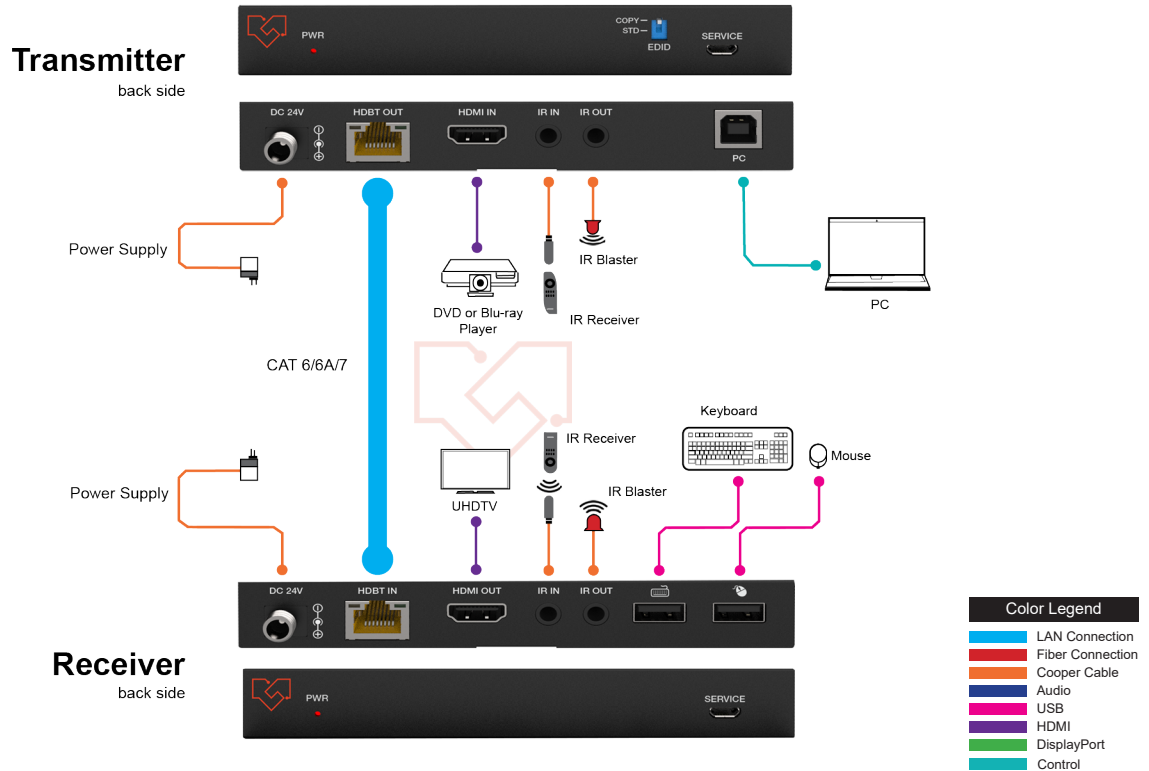 Transmitter
back side
PWR
COPY
STD
EDID
SERVICE
DC 24V
HDBT OUT
HDMI IN
IR IN
IR OUT
PC
Power Supply
DVD or Blu-ray
Player
IR Blaster
IR Receiver
PC
CAT 6/6A/7
Power Supply
UHDTV
IR Receiver
IR Blaster
Keyboard
Mouse
DC 24V
HDBT IN
HDMI OUT
IR IN
IR OUT
Receiver
back side
PWR
SERVICE
Color Legend
LAN Connection
Fiber Connection
Cooper Cable
Audio
USB
HDMI
DisplayPort
Control